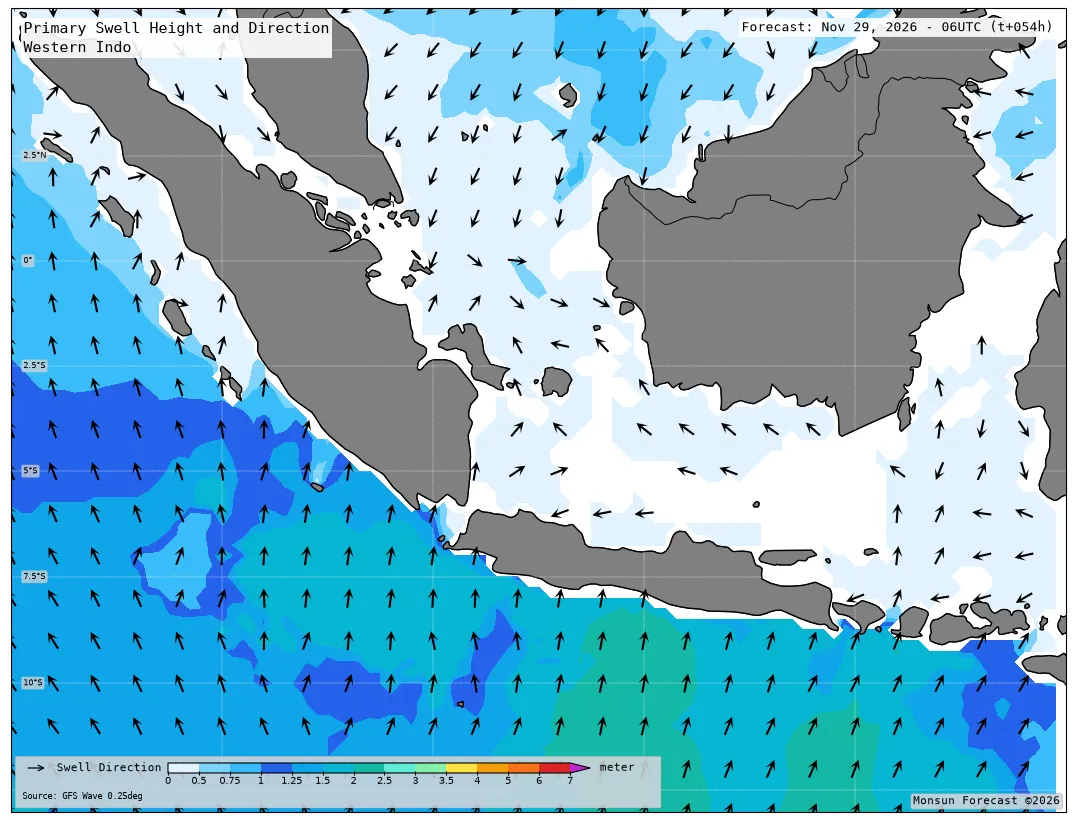 Primary Swell Height and Direction
Western Indo
Forecast: Nov 29, 2026 - 06UTC (t+054h)
2.5°N
0°
2.5°S
5°S
7.5°S
10°S
Swell Direction
0 0.5 0.75 1 1.25 1.5 2 2.5 3 3.5 4 5 6 7
meter
Source: GFS Wave 0.25deg
Monsun Forecast ©2026